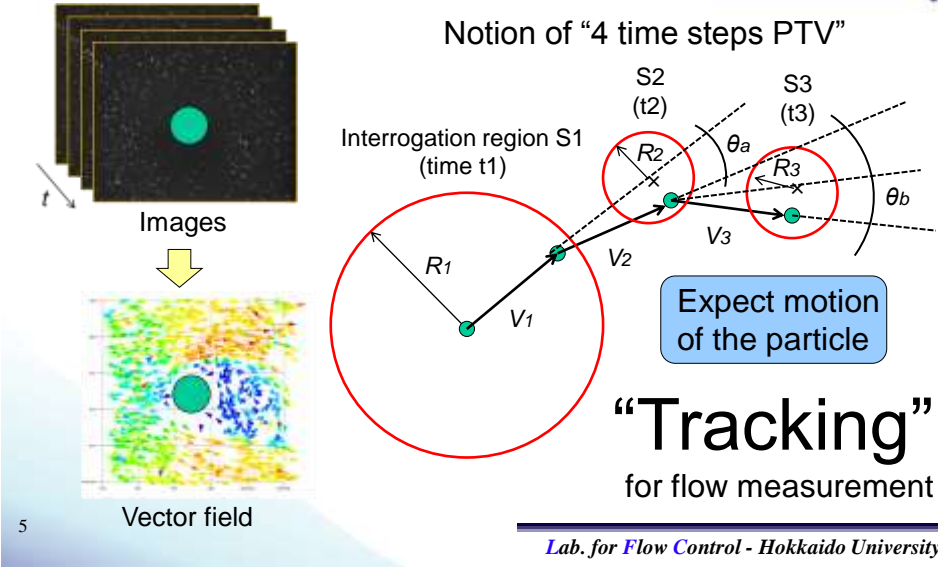 Notion of “4 time steps PTV”
t
Images
Vector field
Interrogation region S1
(time t1)
R1
V1
S2
(t2)
R2
θa
V2
S3
(t3)
R3
θb
V3
Expect motion
of the particle
“Tracking”
for flow measurement
5
Lab. for Flow Control - Hokkaido University